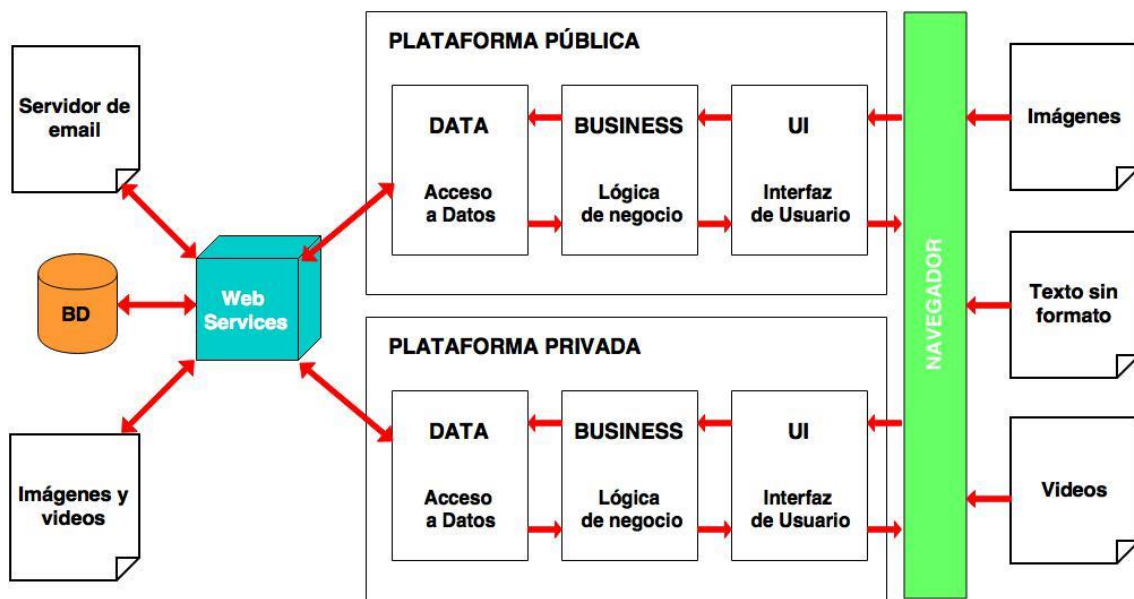 Servidor de
email
BD
Imágenes y
videos
Web
Services
PLATAFORMA PÚBLICA
DATA
Acceso
a Datos
BUSINESS
Lógica
de negocio
UI
Interfaz
de Usuario
PLATAFORMA PRIVADA
DATA
Acceso
a Datos
BUSINESS
Lógica
de negocio
UI
Interfaz
de Usuario
NAVEGADOR
Imágenes
Texto sin
formato
Videos